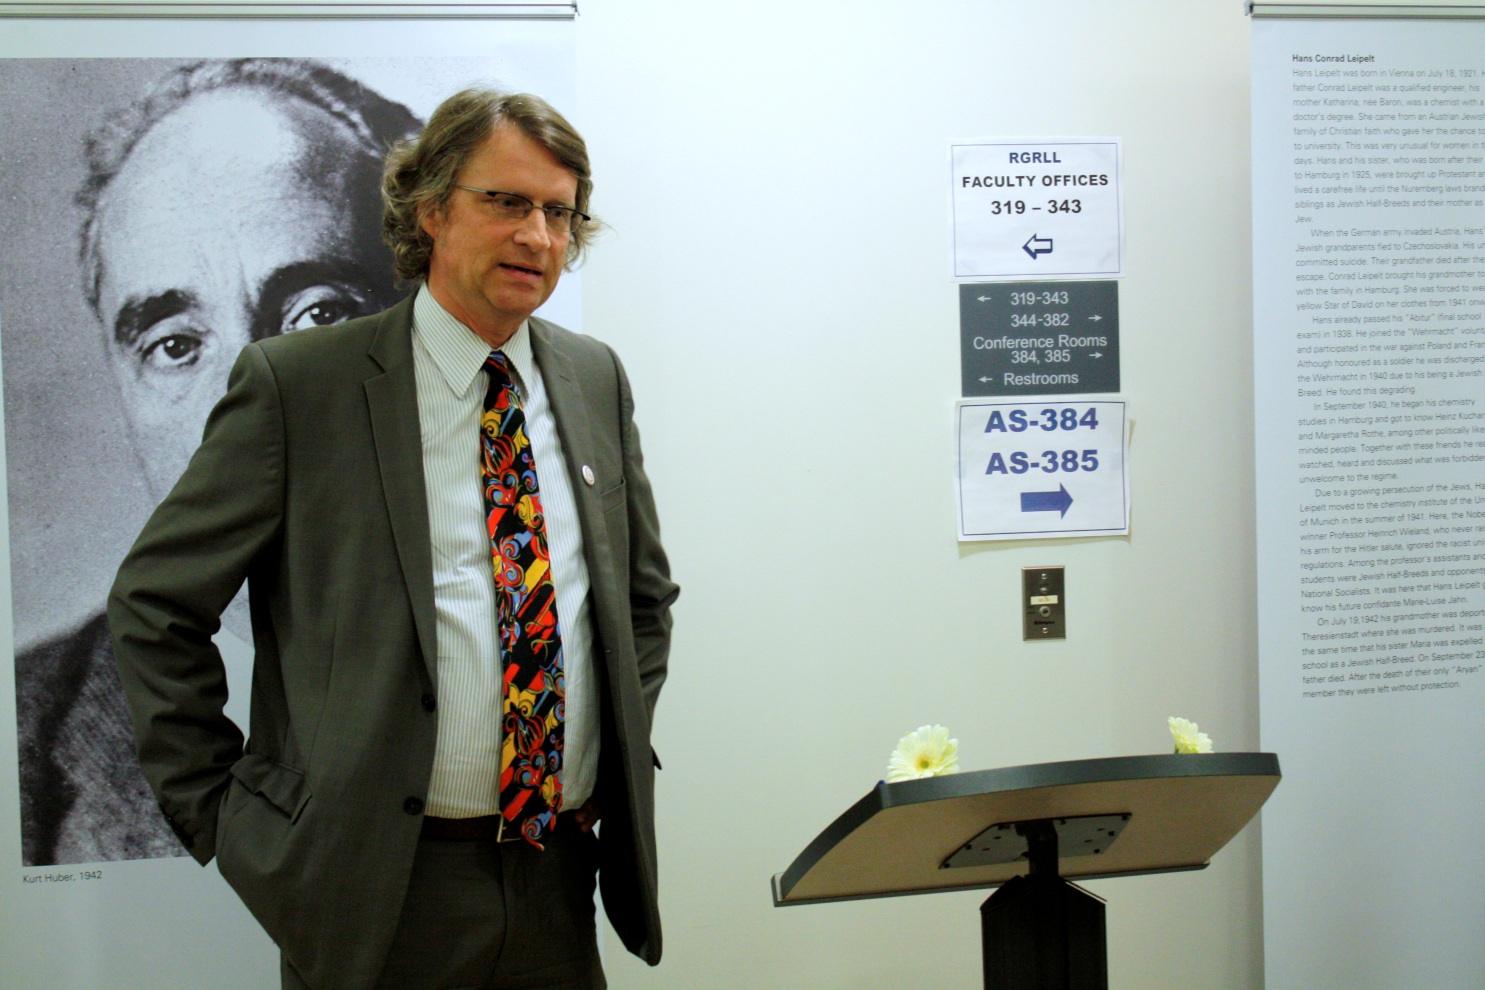 Kurt Huber, 1942
RGRLL
FACULTY OFFICES
319 – 343
319-343
344-382
Conference Rooms
384, 385
Restrooms
AS-384
AS-385
Hans Conrad Leipelt
Hans Leipelt was born in Vienna on July 18, 1921.
father Conrad Leipelt was a qualified engineer, his
mother Katharina, née Baron, was a chemist with a
doctor's degree. She came from an Austrian Jewish
family of Christian faith who gave her the chance to
to university. This was very unusual for women in
days. Hans and his sister, who was born after their
to Hamburg in 1925, were brought up Protestant
lived a carefree life until the Nuremberg laws
siblings as Jewish Half-Breeds and their mother as
Jew.
When the German army invaded Austria, Hans'
Jewish grandparents fled to Czechoslovakia. His
committed suicide. Their grandfather died after the
escape. Conrad Leipelt brought his grandmother to
with the family in Hamburg. She was forced to
yellow Star of David on her clothes from 1941
Hans already passed his "Abitur" (final school
exam) in 1938. He joined the "Wehrmacht"
and participated in the war against Poland and
Although honoured as a soldier he was discharged
the Wehrmacht in 1940 due to his being a Jewish
Breed. He found this degrading.
In September 1940, he began his chemistry
studies in Hamburg and got to know Heinz
and Margaretha Rothe, among other politically
minded people. Together with these friends he
watched, heard and discussed what was forbidden
unwelcome to the regime.
Due to a growing persecution of the Jews,
Leipelt moved to the chemistry institute of the
of Munich in the summer of 1941. Here, the
winner Professor Heinrich Wieland, who never
his arm for the Hitler salute, ignored the racist
regulations. Among the professor's assistants
students were Jewish Half-Breeds and opponents
National Socialists. It was here that Hans Leipelt
know his future confidante Marie-Luise Jahn.
On July 19,1942 his grandmother was
Theresienstadt where she was murdered. It was
the same time that his sister Maria was expelled
school as a Jewish Half-Breed. On September 23
father died. After the death of their only "Aryan"
member they were left without protection.